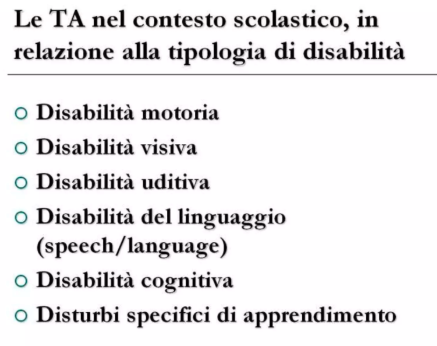 Le TA nel contesto scolastico, in
relazione alla tipologia di disabilità
Disabilità motoria
Disabilità visiva
Disabilità uditiva
Disabilità del linguaggio
(speech/language)
Disabilità cognitiva
Disturbi specifici di apprendimento